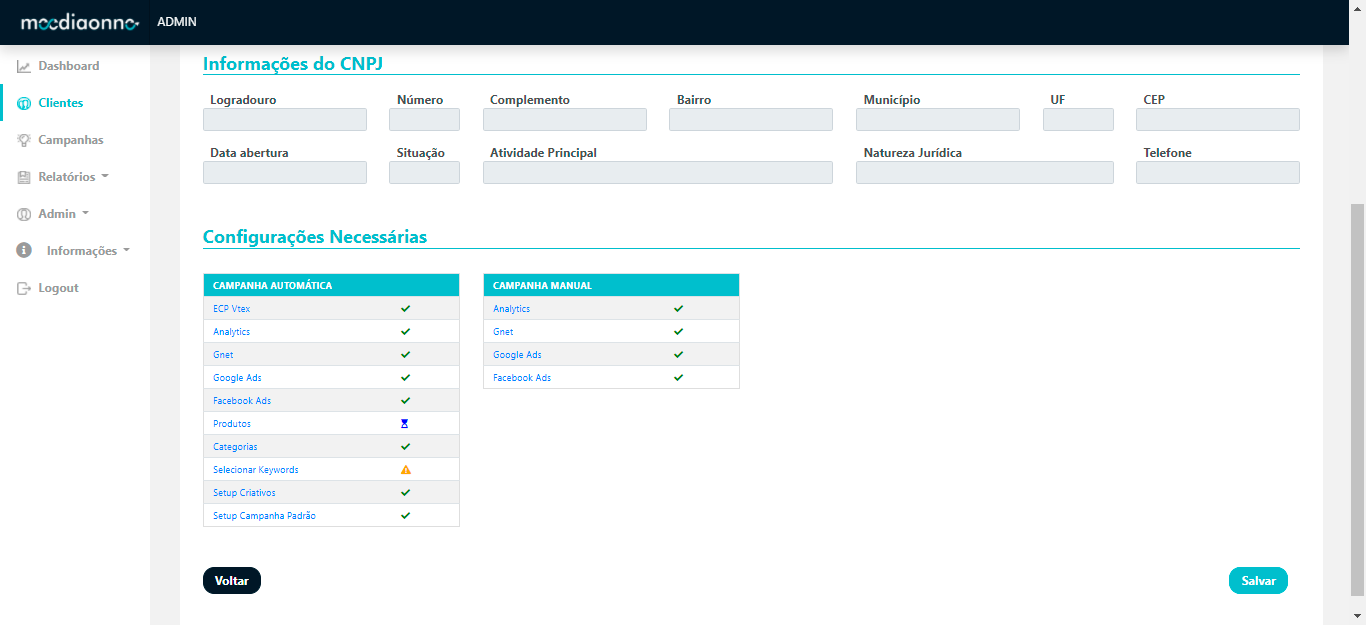 moediaonno ADMIN
Dashboard
Clientes
Campanhas
Relatórios
Admin
Informações
Logout
Informações do CNPJ
Logradouro Número Complemento Bairro Município UF CEP
Data abertura Situação Atividade Principal Natureza Jurídica Telefone
Configurações Necessárias
CAMPANHA AUTOMÁTICA
ECP Vtex
Analytics
Gnet
Google Ads
Facebook Ads
Produtos
Categorias
Selecionar Keywords
Setup Criativos
Setup Campanha Padrão
CAMPANHA MANUAL
Analytics
Gnet
Google Ads
Facebook Ads
Voltar Salvar